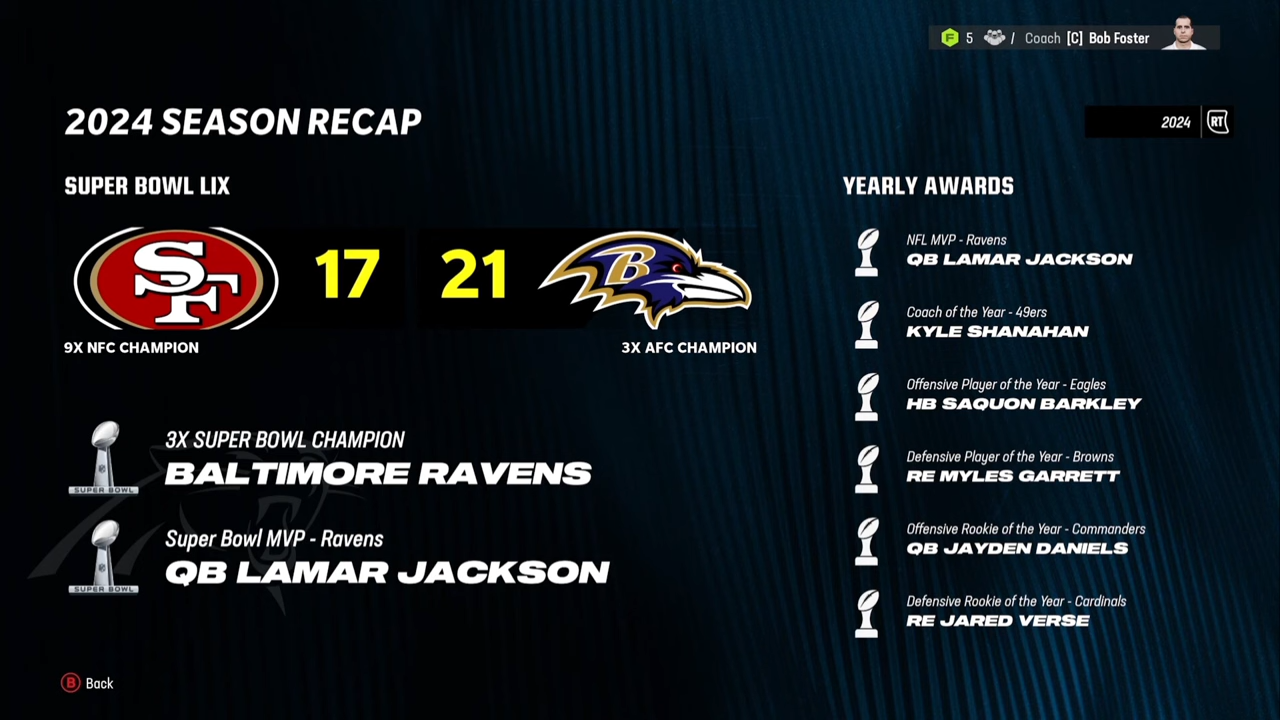 F 5 / Coach [C] Bob Foster
2024 SEASON RECAP
2024 RT
SUPER BOWL LIX
SF 17 21 B
9X NFC CHAMPION
3X AFC CHAMPION
SUPER BOWL
3X SUPER BOWL CHAMPION
BALTIMORE RAVENS
SUPER BOWL
Super Bowl MVP - Ravens
QB LAMAR JACKSON
YEARLY AWARDS
NFL MVP - Ravens
QB LAMAR JACKSON
Coach of the Year - 49ers
KYLE SHANAHAN
Offensive Player of the Year - Eagles
HB SAQUON BARKLEY
Defensive Player of the Year - Browns
RE MYLES GARRETT
Offensive Rookie of the Year - Commanders
QB JAYDEN DANIELS
Defensive Rookie of the Year - Cardinals
RE JARED VERSE
B Back